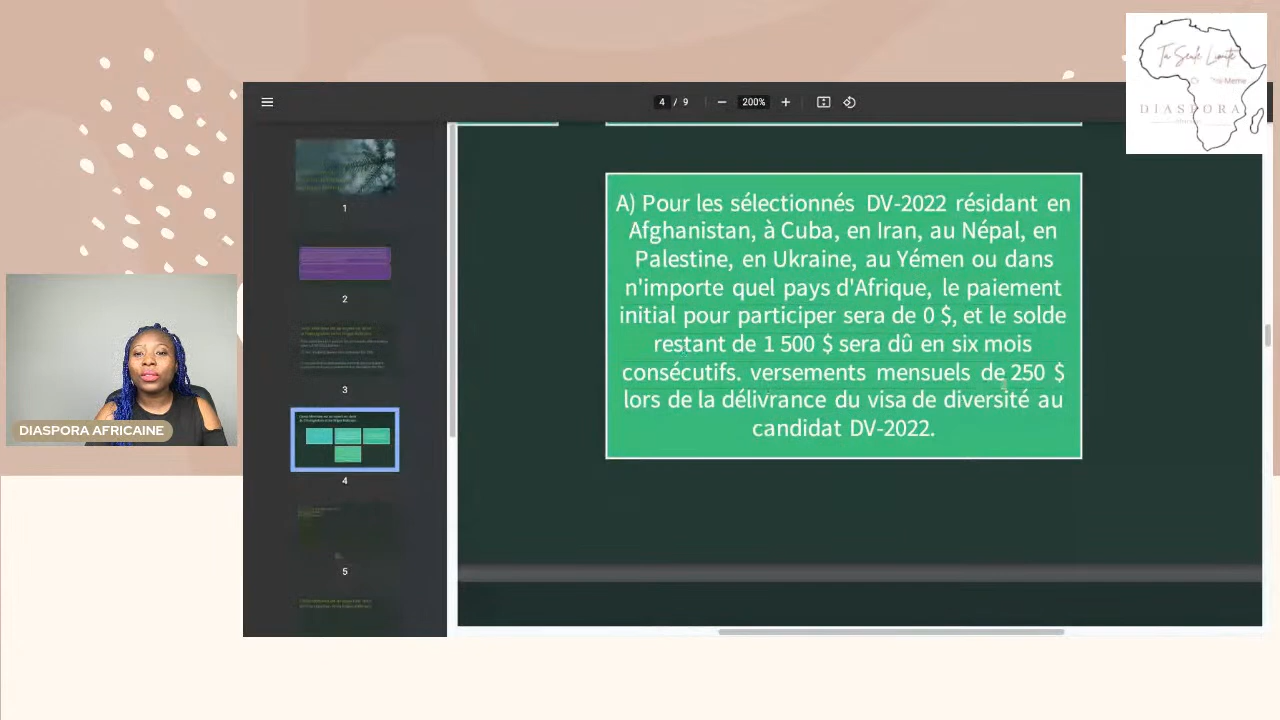 Ta Seule Limite
DIASPORA
4 / 9
200%
A) Pour les sélectionnés DV-2022 résidant en
Afghanistan, à Cuba, en Iran, au Népal, en
Palestine, en Ukraine, au Yémen ou dans
n'importe quel pays d'Afrique, le paiement
initial pour participer sera de 0 $, et le solde
restant de 1 500 $ sera dû en six mois
consécutifs. versements mensuels de 250 $
lors de la délivrance du visa de diversité au
candidat DV-2022.
1
2
3
4
5
DIASPORA AFRICAINE